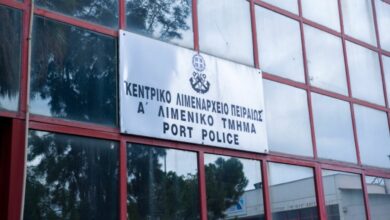 ΚΕΝΤΡΙΚΟ ΛΙΜΕΝΑΡΧΕΙΟ ΠΕΙΡΑΙΩΣ
Α΄ ΛΙΜΕΝΙΚΟ ΤΜΗΜΑ
PORT POLICE